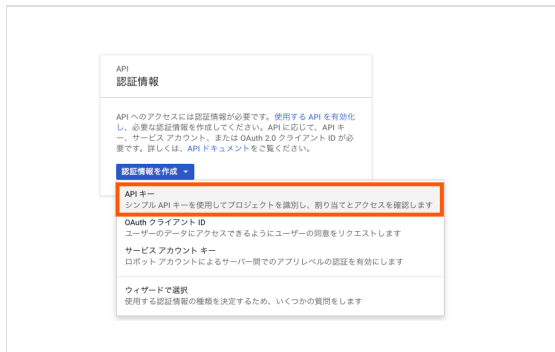 API
認証情報
API へのアクセスには認証情報が必要です。使用する API を有効化
し、必要な認証情報を作成してください。API に応じて、API キ
ー、サービス アカウント、または OAuth 2.0 クライアント ID が必
要です。詳しくは、API ドキュメントをご覧ください。
認証情報を作成
API キー
シンプル API キーを使用してプロジェクトを識別し、割り当てとアクセスを確認します
OAuth クライアント ID
ユーザーのデータにアクセスできるようにユーザーの同意をリクエストします
サービス アカウント キー
ロボット アカウントによるサーバー間でのアプリレベルの認証を有効にします
ウィザードで選択
使用する認証情報の種類を決定するため、いくつかの質問をします